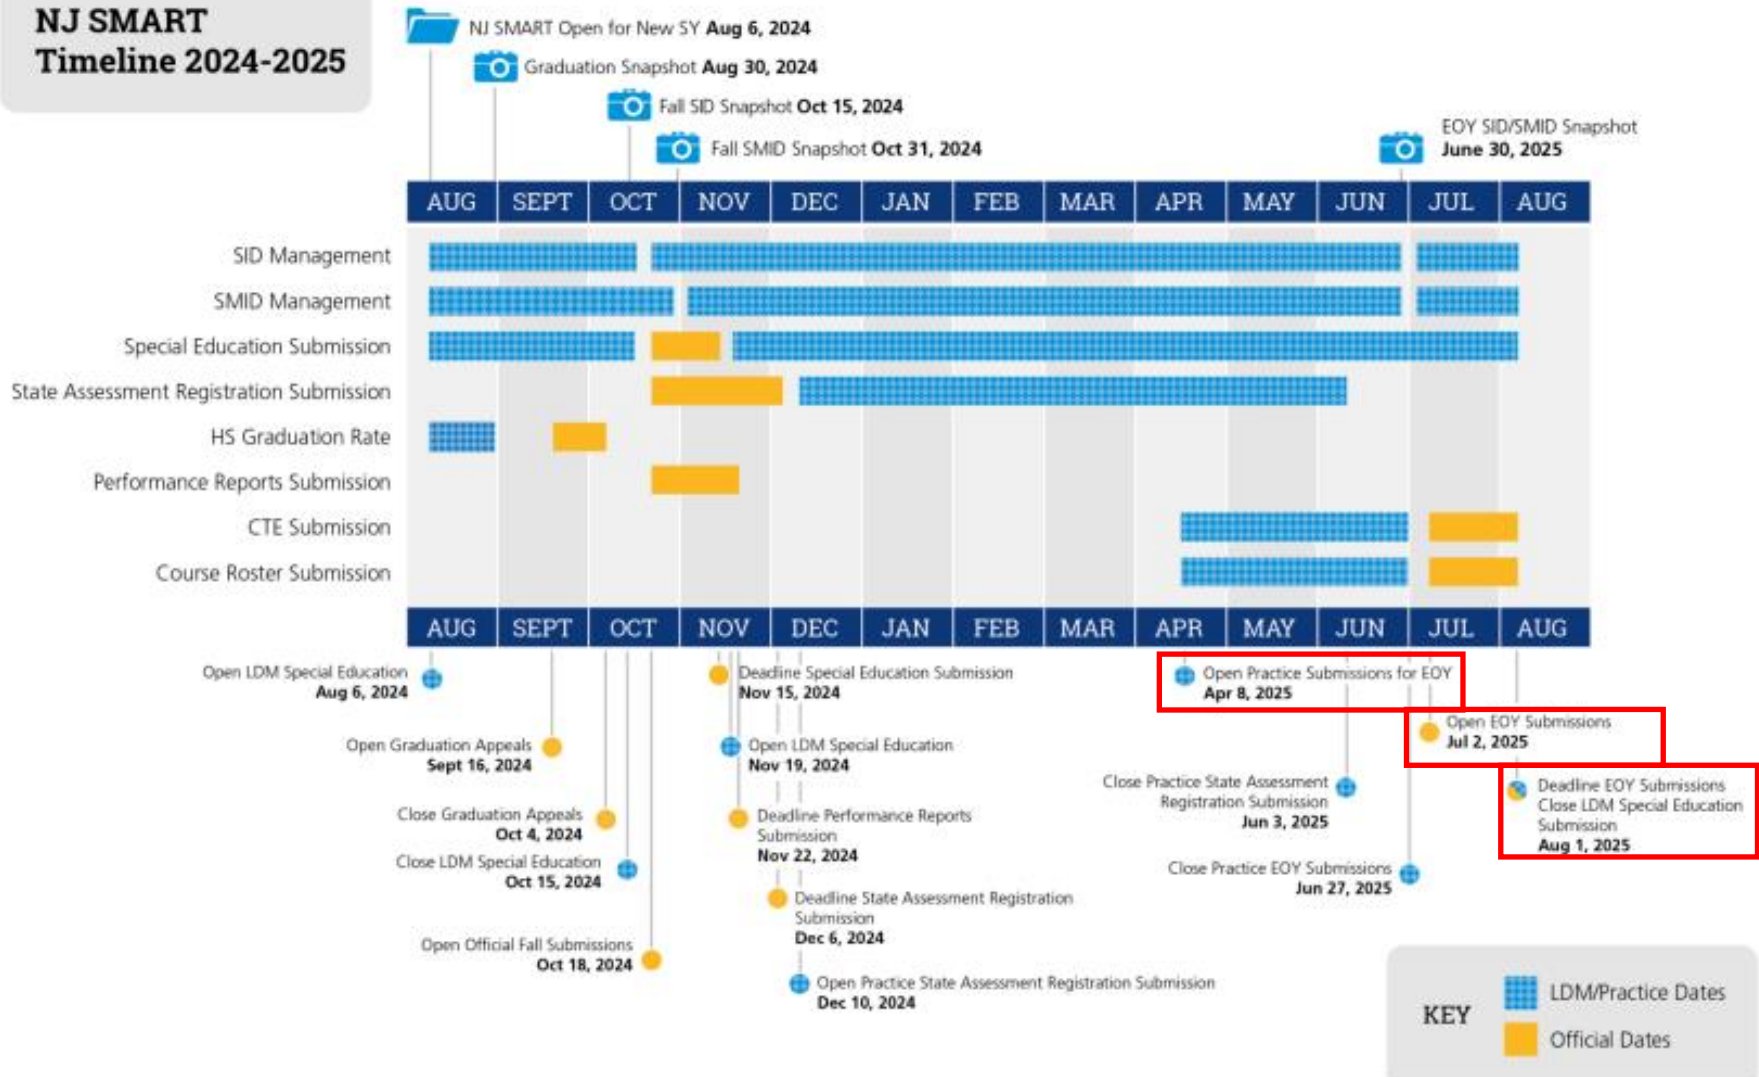 NJ SMART
Timeline 2024-2025
NJ SMART Open for New SY Aug 6, 2024
Graduation Snapshot Aug 30, 2024
Fall SID Snapshot Oct 15, 2024
Fall SMID Snapshot Oct 31, 2024
EOY SID/SMID Snapshot
June 30, 2025
AUG SEPT OCT NOV DEC JAN FEB MAR APR MAY JUN JUL AUG
SID Management
SMID Management
Special Education Submission
State Assessment Registration Submission
HS Graduation Rate
Performance Reports Submission
CTE Submission
Course Roster Submission
AUG SEPT OCT NOV DEC JAN FEB MAR APR MAY JUN JUL AUG
Open LDM Special Education
Aug 6, 2024
Open Graduation Appeals
Sept 16, 2024
Close Graduation Appeals
Oct 4, 2024
Close LDM Special Education
Oct 15, 2024
Open Official Fall Submissions
Oct 18, 2024
Deadline Special Education Submission
Nov 15, 2024
Open LDM Special Education
Nov 19, 2024
Deadline Performance Reports
Submission
Nov 22, 2024
Deadline State Assessment Registration
Submission
Dec 6, 2024
Open Practice State Assessment Registration Submission
Dec 10, 2024
Open Practice Submissions for EOY
Apr 8, 2025
Close Practice State Assessment
Registration Submission
Jun 3, 2025
Close Practice EOY Submissions
Jun 27, 2025
Open EOY Submissions
Jul 2, 2025
Deadline EOY Submissions
Close LDM Special Education
Submission
Aug 1, 2025
KEY
LDM/Practice Dates
Official Dates